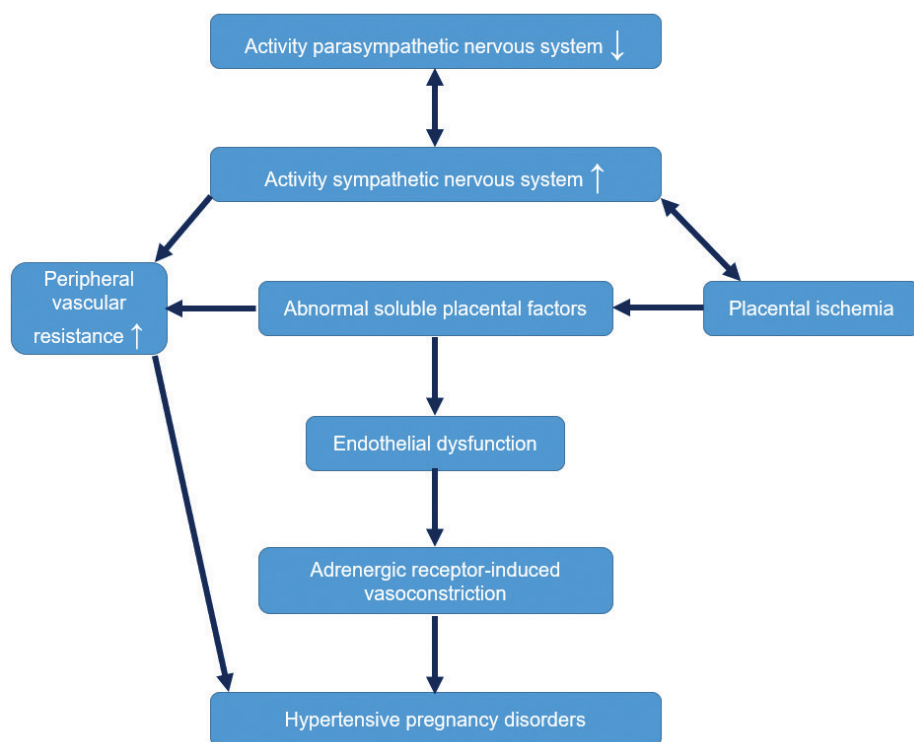 Activity parasympathetic nervous system ↓
Activity sympathetic nervous system ↑
Peripheral
vascular
resistance ↑
Abnormal soluble placental factors
Placental ischemia
Endothelial dysfunction
Adrenergic receptor-induced
vasoconstriction
Hypertensive pregnancy disorders